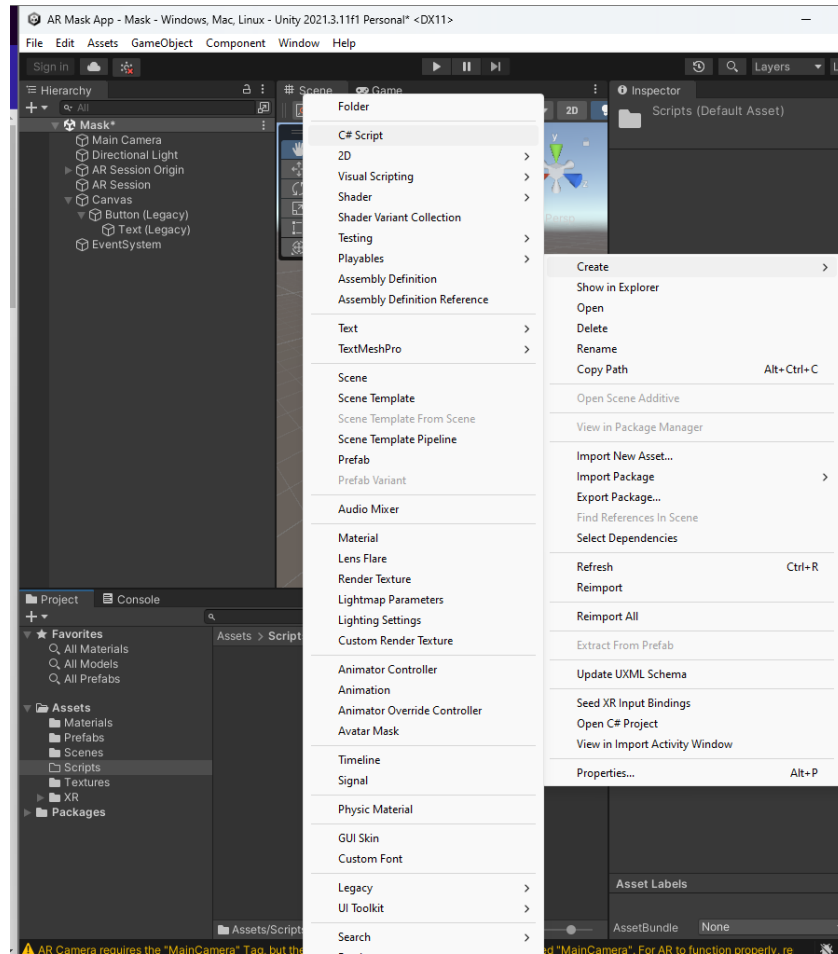 AR Mask App - Mask - Windows, Mac, Linux - Unity 2021.3.11f1 Personal* <DX11>
File Edit Assets GameObject Component Window Help
Sign in
Layers
Hierarchy
Scene
Game
Inspector
All
2D
Scripts (Default Asset)
Mask*
Main Camera
Directional Light
AR Session Origin
AR Session
Canvas
Button (Legacy)
Text (Legacy)
EventSystem
y
Persp
Folder
C# Script
2D
Visual Scripting
Shader
Shader Variant Collection
Testing
Playables
Assembly Definition
Assembly Definition Reference
Text
TextMeshPro
Scene
Scene Template
Scene Template From Scene
Scene Template Pipeline
Prefab
Prefab Variant
Audio Mixer
Material
Lens Flare
Render Texture
Lightmap Parameters
Lighting Settings
Custom Render Texture
Animator Controller
Animation
Animator Override Controller
Avatar Mask
Timeline
Signal
Physic Material
GUI Skin
Custom Font
Legacy
UI Toolkit
Search
Create
Show in Explorer
Open
Delete
Rename
Copy Path Alt+Ctrl+C
Open Scene Additive
View in Package Manager
Import New Asset...
Import Package
Export Package...
Find References In Scene
Select Dependencies
Refresh Ctrl+R
Reimport
Reimport All
Extract From Prefab
Update UXML Schema
Seed XR Input Bindings
Open C# Project
View in Import Activity Window
Properties... Alt+P
Project
Console
Favorites
All Materials
All Models
All Prefabs
Assets
Materials
Prefabs
Scenes
Scripts
Textures
XR
Packages
Assets > Script
Assets/Script
Asset Labels
AssetBundle None
AR Camera requires the "MainCamera" Tag, but the
ed "MainCamera". For AR to function properly, re